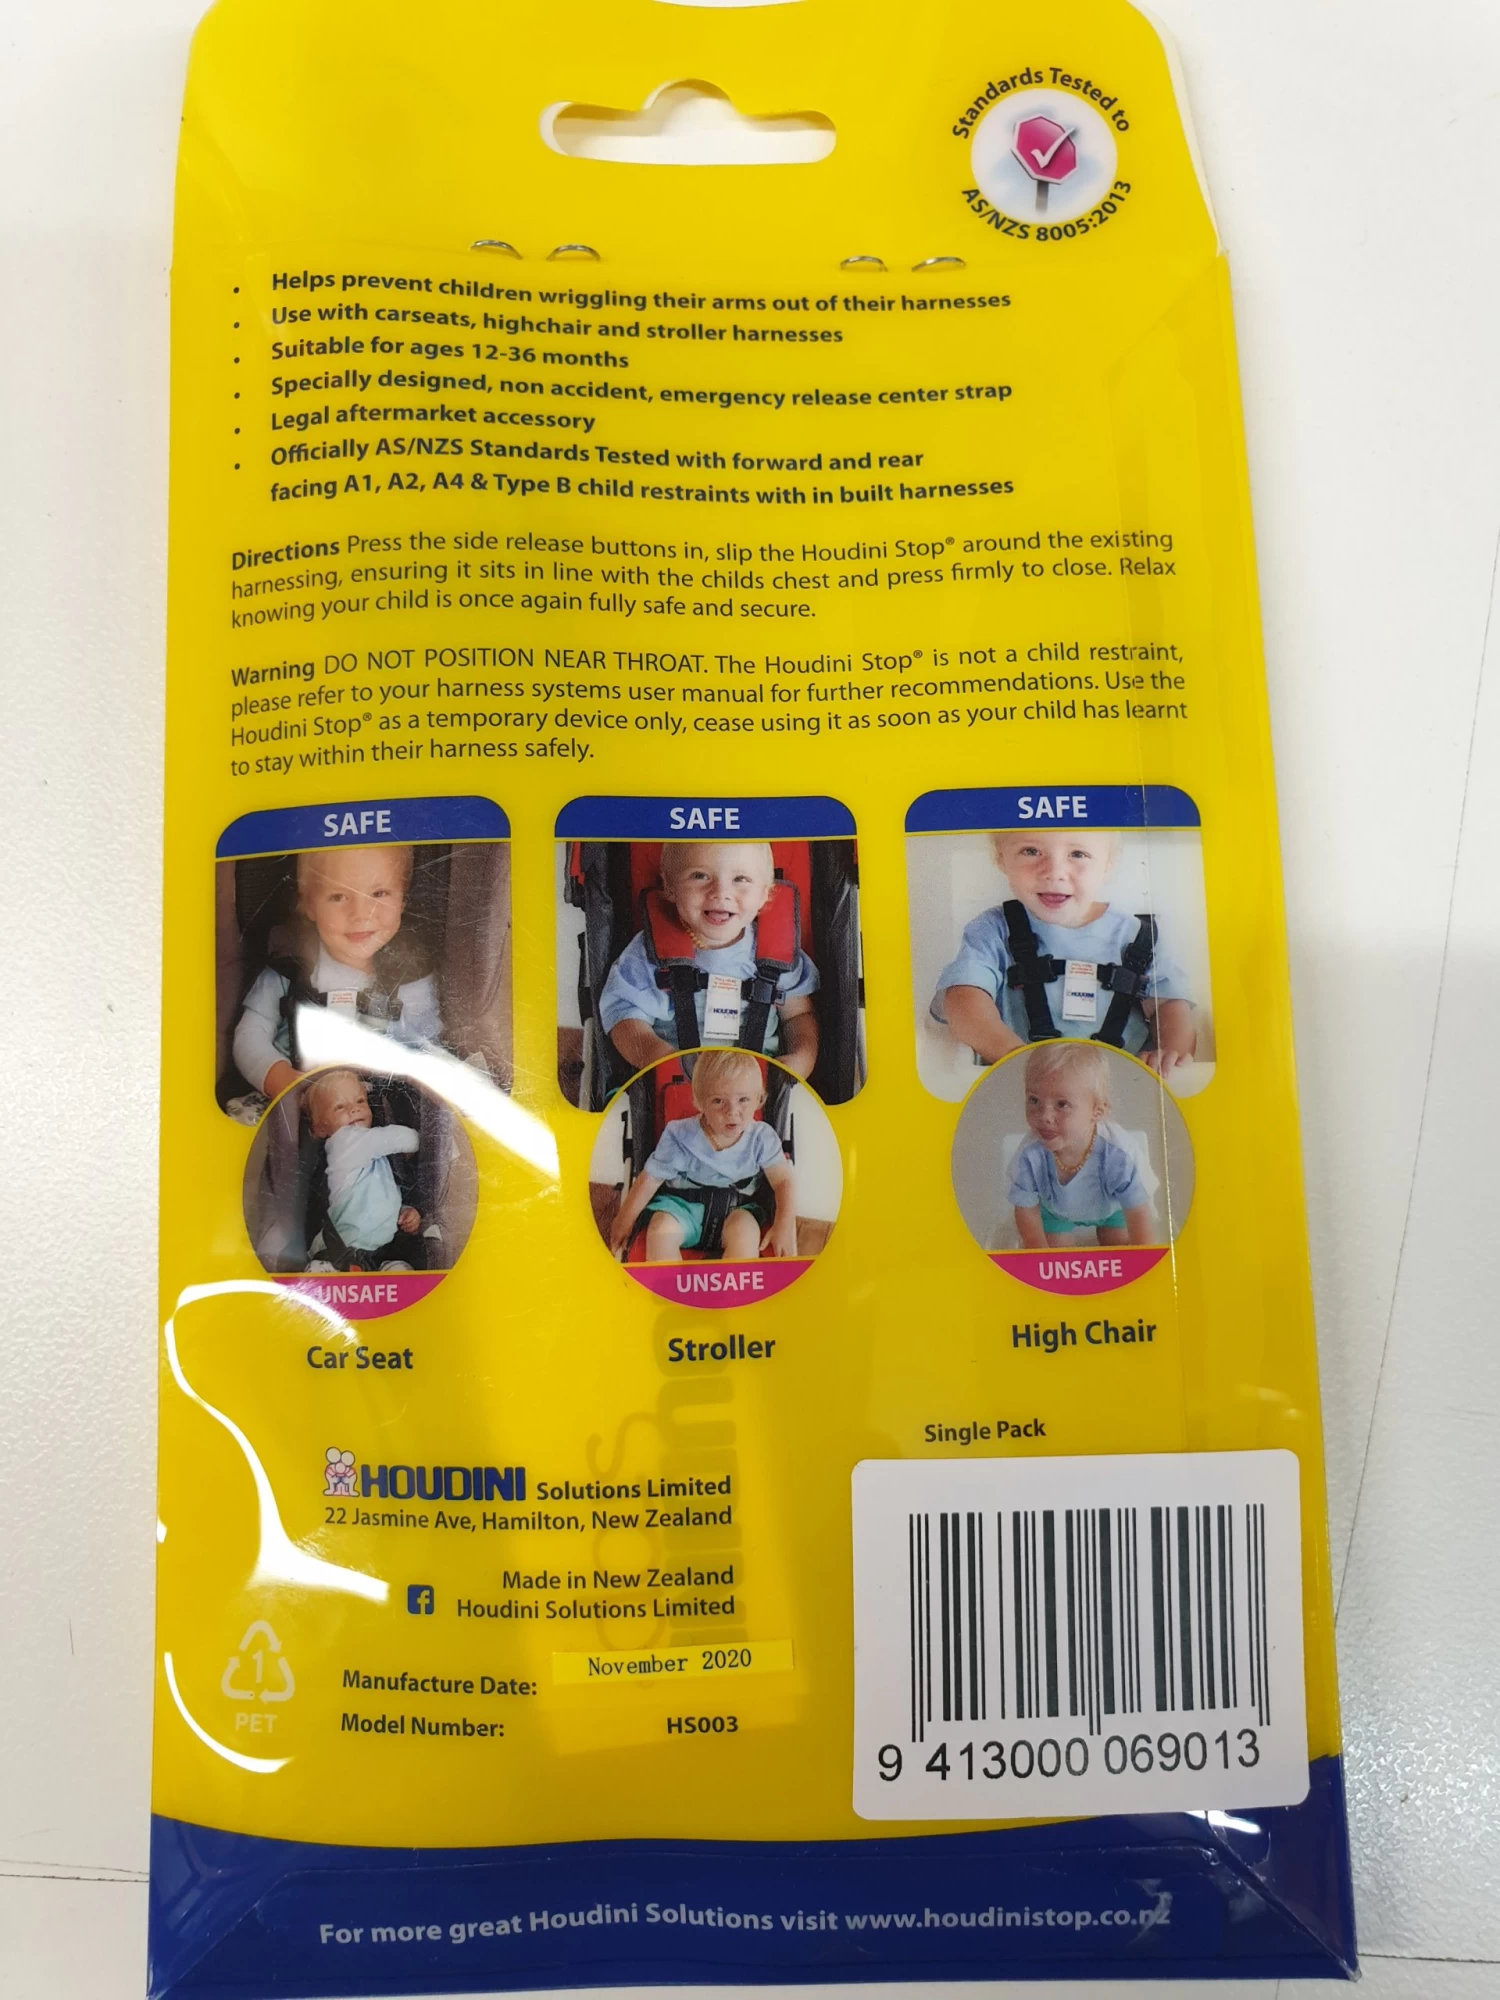 Standards Tested to
AS/NZS 8005:2013
• Helps prevent children wriggling their arms out of their harnesses
• Use with carseats, highchair and stroller harnesses
• Suitable for ages 12-36 months
• Specially designed, non accident, emergency release center strap
• Legal aftermarket accessory
• Officially AS/NZS Standards Tested with forward and rear
facing A1, A2, A4 & Type B child restraints with in built harnesses
Directions Press the side release buttons in, slip the Houdini Stop® around the existing
harnessing, ensuring it sits in line with the childs chest and press firmly to close. Relax
knowing your child is once again fully safe and secure.
Warning DO NOT POSITION NEAR THROAT. The Houdini Stop® is not a child restraint,
please refer to your harness systems user manual for further recommendations. Use the
Houdini Stop® as a temporary device only, cease using it as soon as your child has learnt
to stay within their harness safely.
SAFE SAFE SAFE
HOUDINI HOUDINI
UNSAFE UNSAFE UNSAFE
Car Seat Stroller High Chair
Single Pack
HOUDINI Solutions Limited
22 Jasmine Ave, Hamilton, New Zealand
Made in New Zealand
Houdini Solutions Limited
Manufacture Date: November 2020
Model Number: HS003
1
PET
9 413000 069013
For more great Houdini Solutions visit www.houdinistop.co.nz